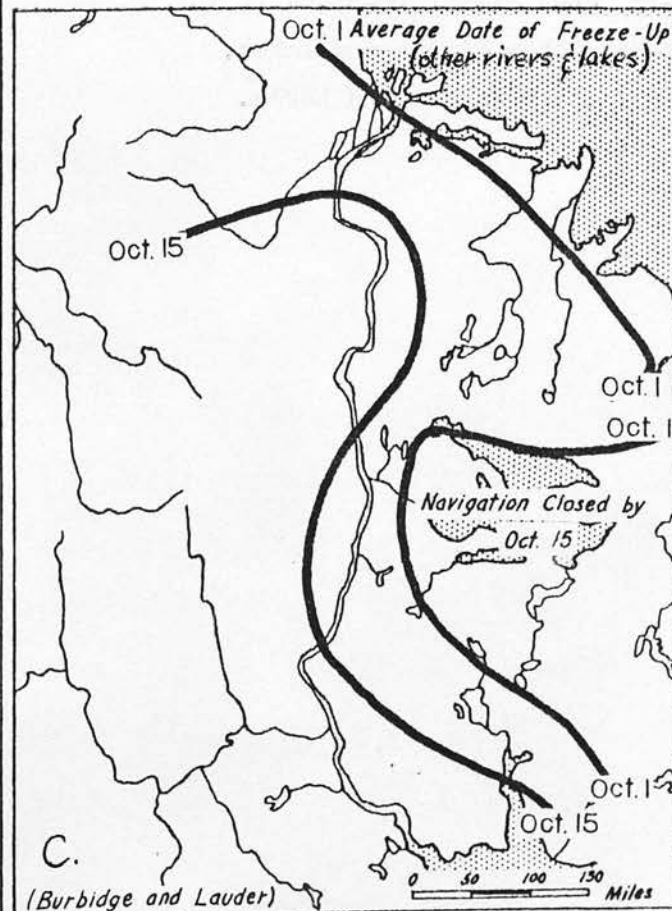 Oct. 1 Average Date of Freeze-Up
(other rivers & lakes)
Oct. 15
Oct. 1
Oct. 1
Navigation Closed by
Oct. 15
Oct. 1
Oct. 15
C.
(Burbidge and Lauder)
0 50 100 150
Miles